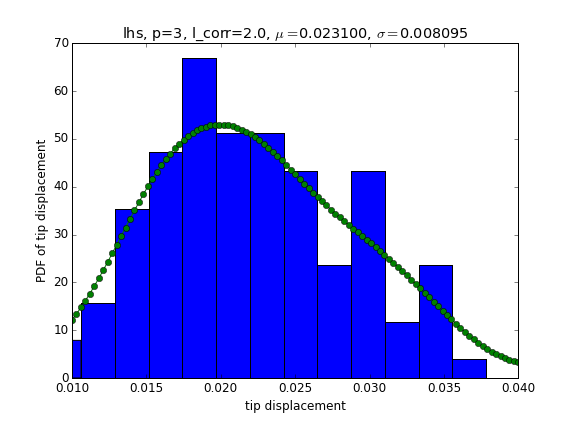 lhs, p=3, l_corr=2.0, μ=0.023100, σ=0.008095
70
60
50
40
30
20
10
0
PDF of tip displacement
0.010 0.015 0.020 0.025 0.030 0.035 0.040
tip displacement